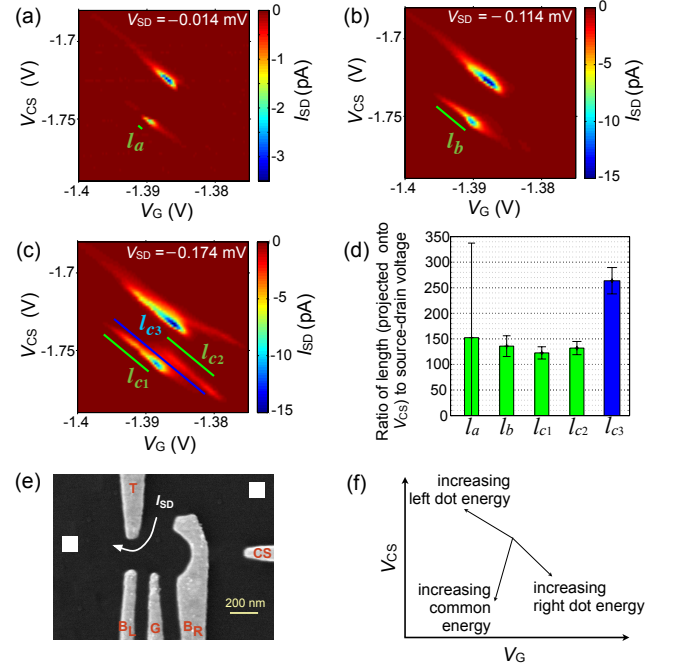 (a)
V_SD = −0.014 mV
-1.7
-1.75
V_CS (V)
l_a
-1.4
-1.39
-1.38
V_G (V)
0
-1
-2
-3
I_SD (pA)
(b)
V_SD = −0.114 mV
-1.7
-1.75
V_CS (V)
l_b
-1.4
-1.39
-1.38
V_G (V)
0
-5
-10
-15
I_SD (pA)
(c)
V_SD = −0.174 mV
-1.7
-1.75
V_CS (V)
l_c3
l_c2
l_c1
-1.4
-1.39
-1.38
V_G (V)
0
-5
-10
-15
I_SD (pA)
(d)
Ratio of length (projected onto
V_CS) to source-drain voltage
350
300
250
200
150
100
50
0
l_a
l_b
l_c1
l_c2
l_c3
(e)
T
I_SD
CS
B_L
G
B_R
200 nm
(f)
increasing
left dot energy
V_CS
increasing
common
energy
increasing
right dot energy
V_G